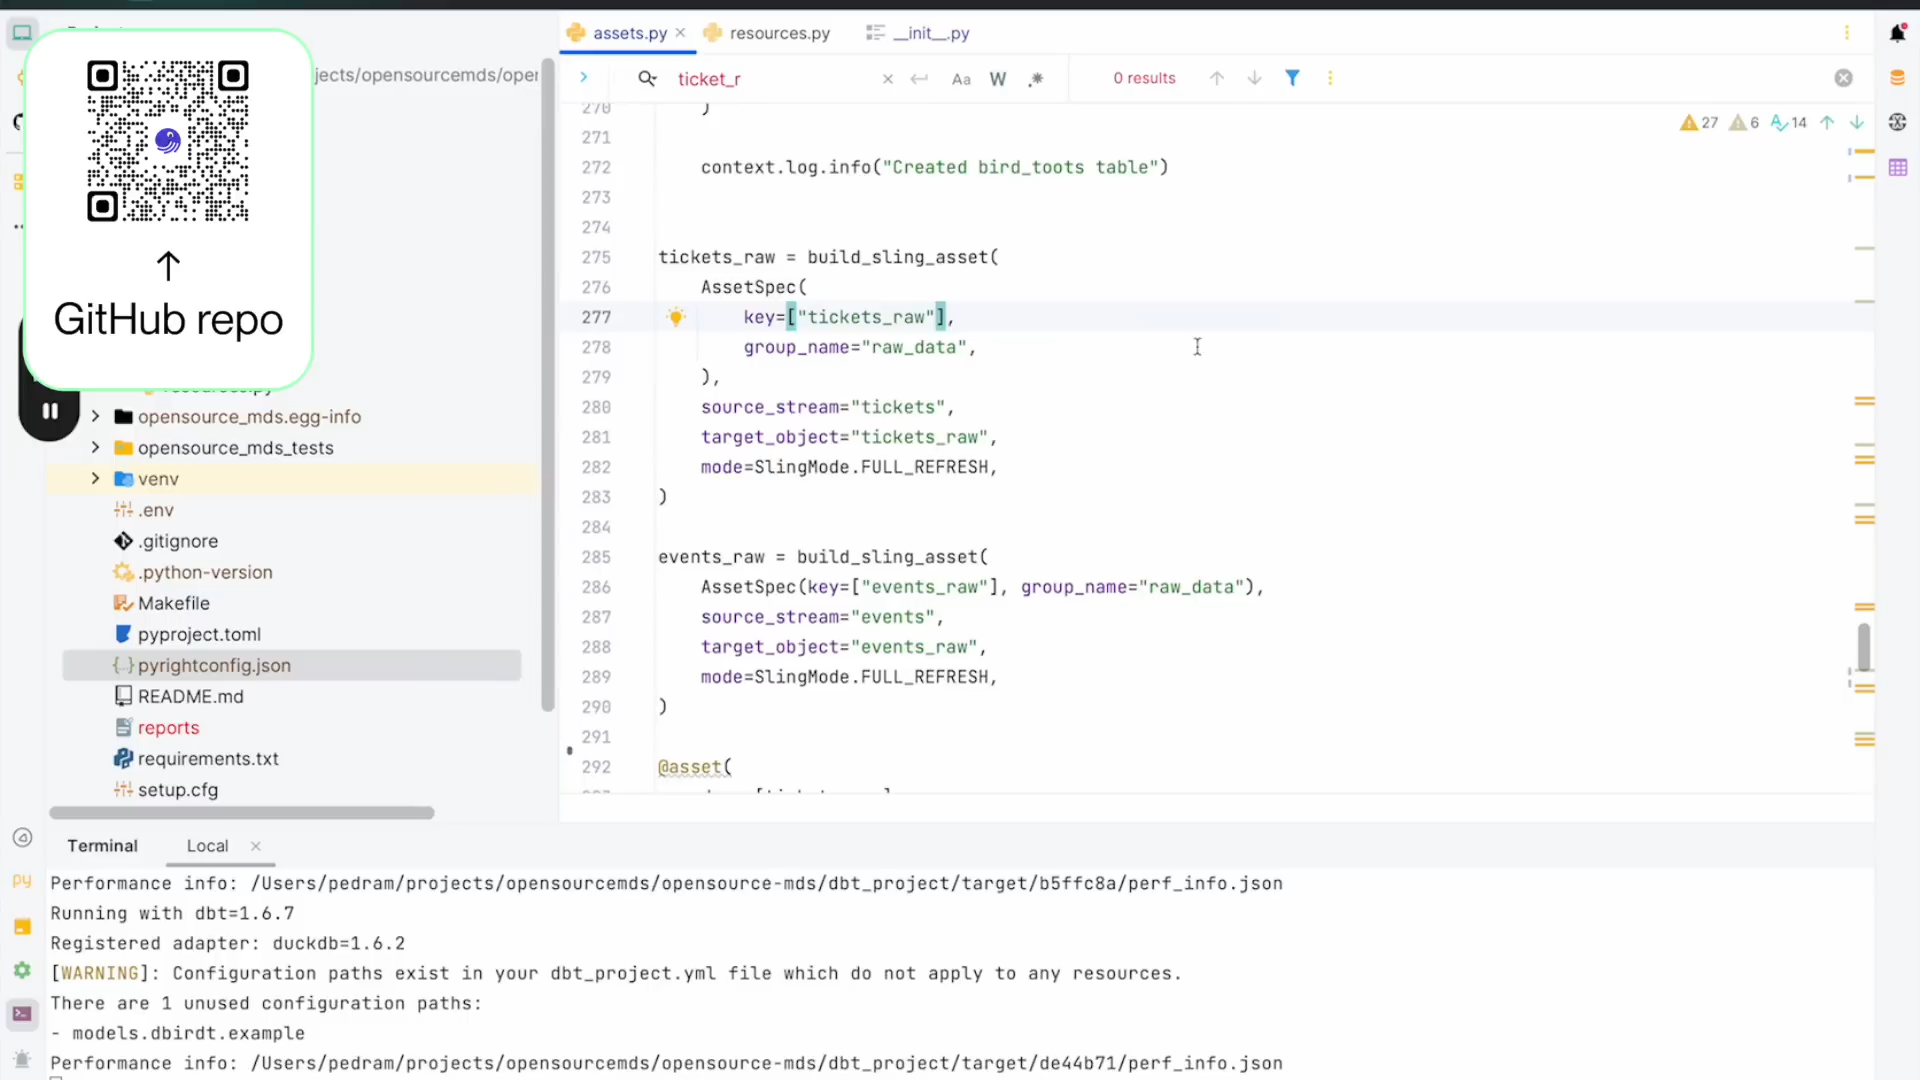 assets.py
resources.py
__init__.py
jects/opensourcemds/oper
ticket_r
Aa
W
.*
0 results
GitHub repo
270 )
271
272 context.log.info("Created bird_toots table")
273
274
275 tickets_raw = build_sling_asset(
276 AssetSpec(
277 key=["tickets_raw"],
278 group_name="raw_data",
279 ),
280 source_stream="tickets",
281 target_object="tickets_raw",
282 mode=SlingMode.FULL_REFRESH,
283 )
284
285 events_raw = build_sling_asset(
286 AssetSpec(key=["events_raw"], group_name="raw_data"),
287 source_stream="events",
288 target_object="events_raw",
289 mode=SlingMode.FULL_REFRESH,
290 )
291
292 @asset(
27
6
14
opensource_mds.egg-info
opensource_mds_tests
venv
.env
.gitignore
.python-version
Makefile
pyproject.toml
pyrightconfig.json
README.md
reports
requirements.txt
setup.cfg
Terminal
Local
Performance info: /Users/pedram/projects/opensourcemds/opensource-mds/dbt_project/target/b5ffc8a/perf_info.json
Running with dbt=1.6.7
Registered adapter: duckdb=1.6.2
[WARNING]: Configuration paths exist in your dbt_project.yml file which do not apply to any resources.
There are 1 unused configuration paths:
- models.dbirdt.example
Performance info: /Users/pedram/projects/opensourcemds/opensource-mds/dbt_project/target/de44b71/perf_info.json